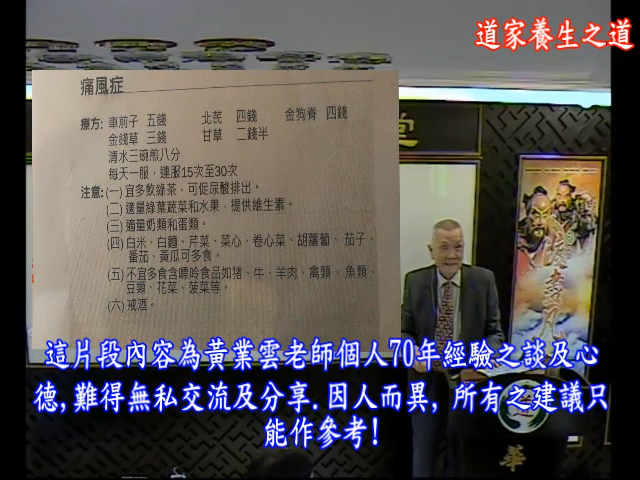 道家養生之道
痛風症
療方：車前子 五錢 北芪 四錢 金狗脊 四錢
金錢草 三錢 甘草 二錢半
清水三碗煎八分
每天一服，連服15次至30次
注意：(一) 宜多飲綠茶，可促尿酸排出。
(二) 適量綠葉蔬菜和水果，提供維生素。
(三) 適量奶類和蛋類。
(四) 白米、白麵、芹菜、菜心、卷心菜、胡蘿蔔、茄子、
番茄、黃瓜可多食。
(五) 不宜多食含嘌呤食品如豬、牛、羊肉、禽類、魚類、
豆類、花菜、菠菜等。
(六) 戒酒。
這片段內容為黃業雲老師個人70年經驗之談及心
德,難得無私交流及分享.因人而異, 所有之建議只
能作參考!
華